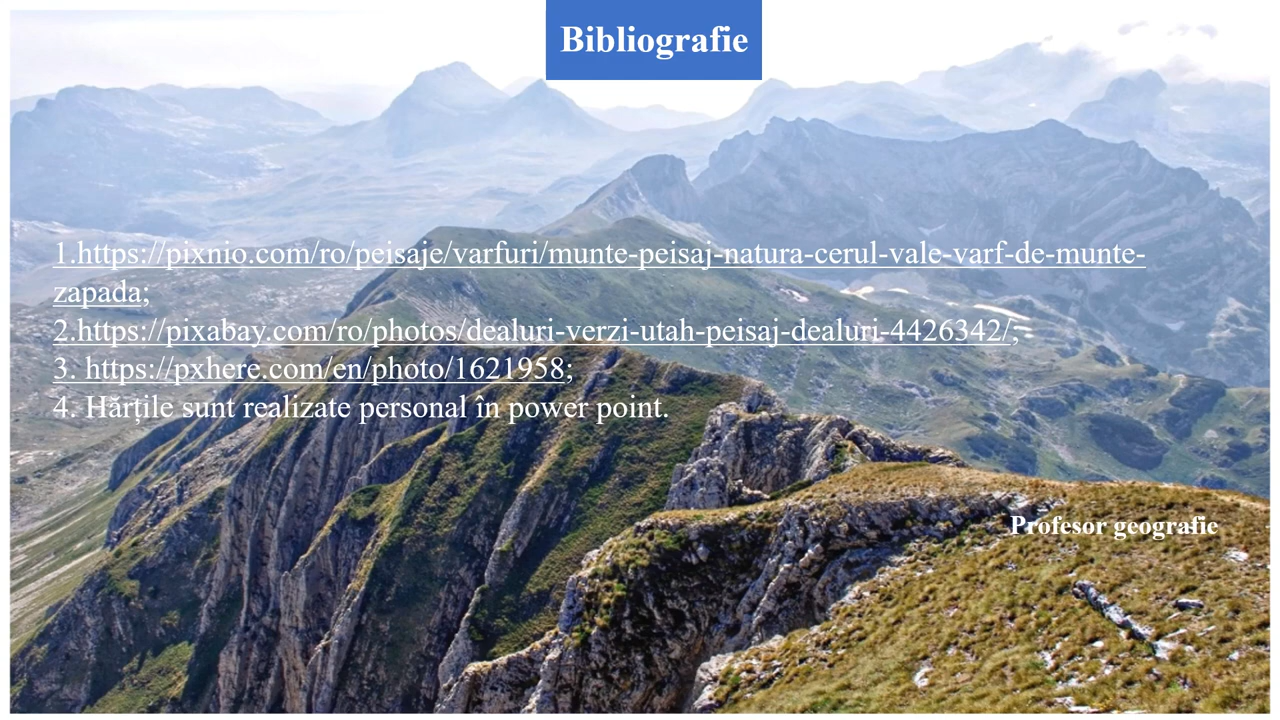 Bibliografie
1.https://pixnio.com/ro/peisaje/varfuri/munte-peisaj-natura-cerul-vale-varf-de-munte-
zapada;
2.https://pixabay.com/ro/photos/dealuri-verzi-utah-peisaj-dealuri-4426342/;
3. https://pxhere.com/en/photo/1621958;
4. Hărțile sunt realizate personal în power point.
Profesor geografie